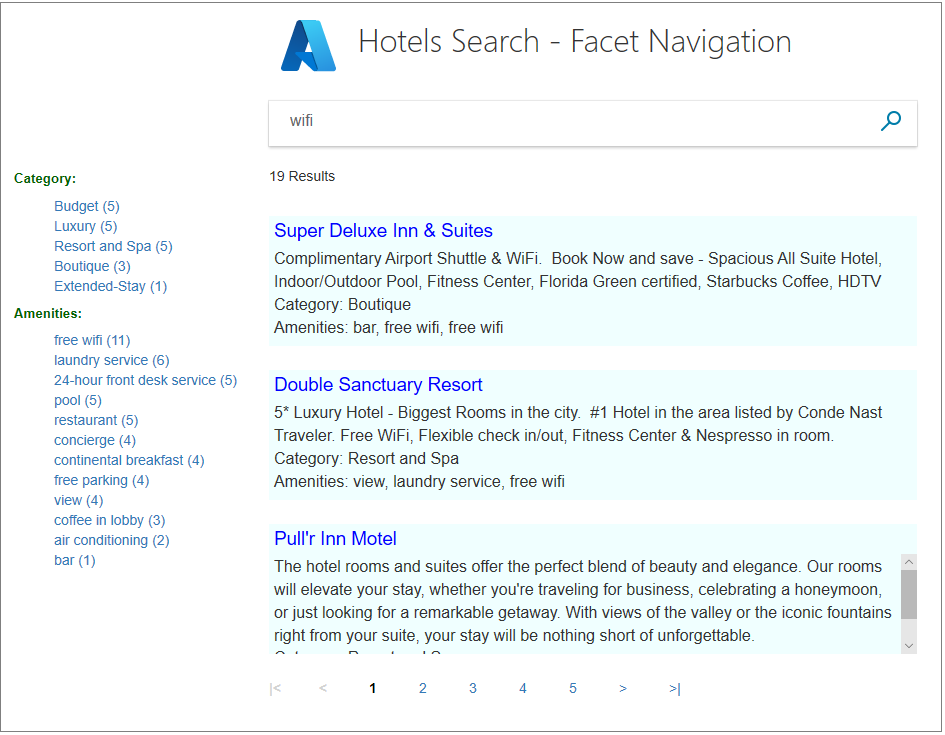 Hotels Search - Facet Navigation
wifi
19 Results
Category:
Budget (5)
Luxury (5)
Resort and Spa (5)
Boutique (3)
Extended-Stay (1)
Amenities:
free wifi (11)
laundry service (6)
24-hour front desk service (5)
pool (5)
restaurant (5)
concierge (4)
continental breakfast (4)
free parking (4)
view (4)
coffee in lobby (3)
air conditioning (2)
bar (1)
Super Deluxe Inn & Suites
Complimentary Airport Shuttle & WiFi.  Book Now and save - Spacious All Suite Hotel,
Indoor/Outdoor Pool, Fitness Center, Florida Green certified, Starbucks Coffee, HDTV
Category: Boutique
Amenities: bar, free wifi, free wifi
Double Sanctuary Resort
5* Luxury Hotel - Biggest Rooms in the city.  #1 Hotel in the area listed by Conde Nast
Traveler. Free WiFi, Flexible check in/out, Fitness Center & Nespresso in room.
Category: Resort and Spa
Amenities: view, laundry service, free wifi
Pull'r Inn Motel
The hotel rooms and suites offer the perfect blend of beauty and elegance. Our rooms
will elevate your stay, whether you're traveling for business, celebrating a honeymoon,
or just looking for a remarkable getaway. With views of the valley or the iconic fountains
right from your suite, your stay will be nothing short of unforgettable.
|< < 1 2 3 4 5 > >|